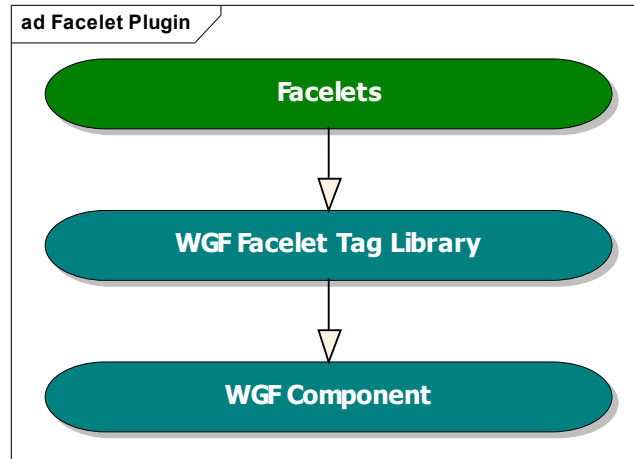 ad Facelet Plugin
Facelets
WGF Facelet Tag Library
WGF Component